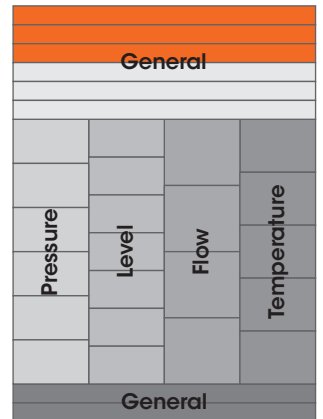 General
Pressure
Level
Flow
Temperature
General